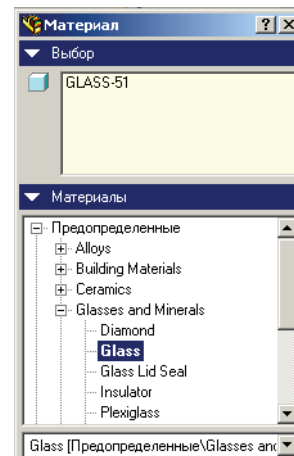 Материал
Выбор
GLASS-51
Материалы
Предопределенные
Alloys
Building Materials
Ceramics
Glasses and Minerals
Diamond
Glass
Glass Lid Seal
Insulator
Plexiglass
Glass [Предопределенные\Glasses and